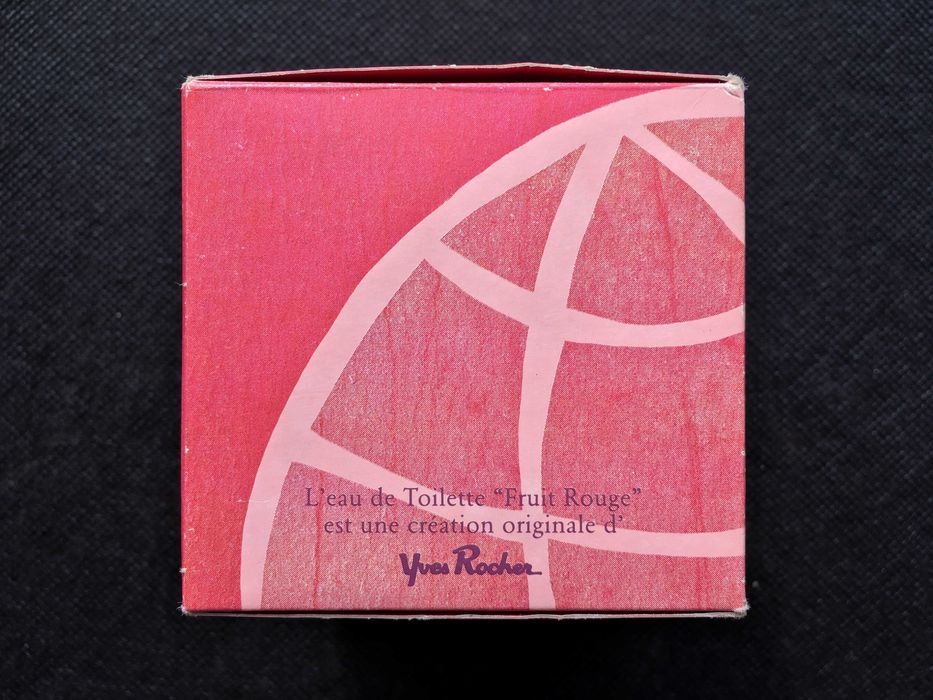 L'eau de Toilette “Fruit Rouge”
est une création originale d'
Yves Rocher